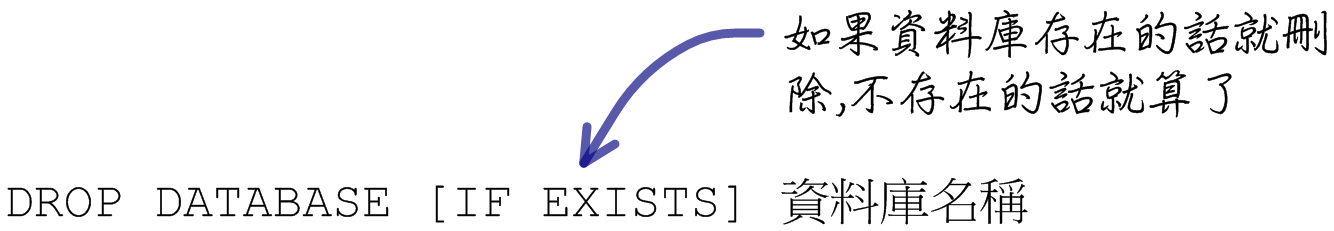 如果資料庫存在的話就刪
除,不存在的話就算了
DROP DATABASE [IF EXISTS] 資料庫名稱